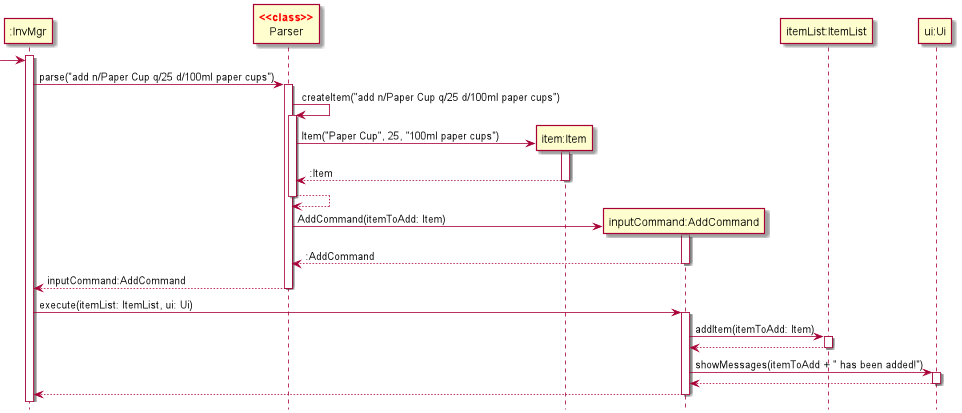 :InvMgr
<<class>>
Parser
itemList:ItemList
ui:Ui
parse("add n/Paper Cup q/25 d/100ml paper cups")
createItem("add n/Paper Cup q/25 d/100ml paper cups")
Item("Paper Cup", 25, "100ml paper cups")
item:Item
:Item
AddCommand(itemToAdd: Item)
inputCommand:AddCommand
:AddCommand
inputCommand:AddCommand
execute(itemList: ItemList, ui: Ui)
addItem(itemToAdd: Item)
showMessages(itemToAdd + " has been added!")